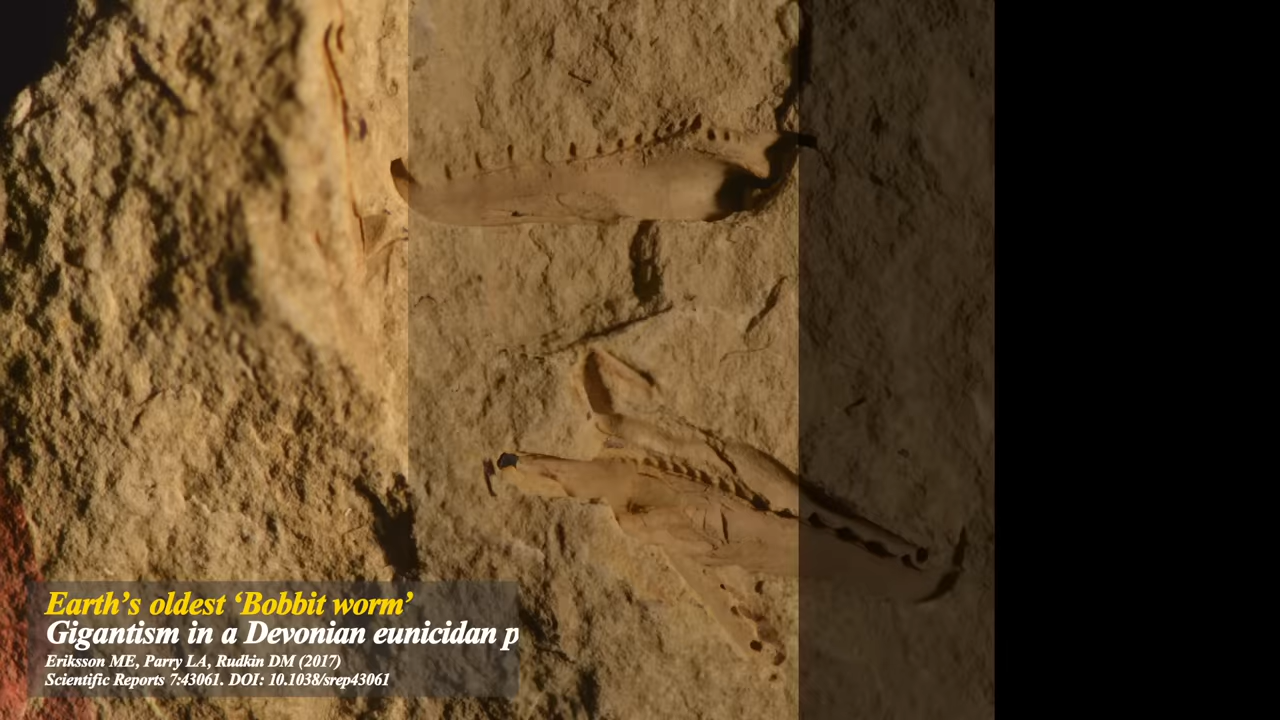 Earth’s oldest ‘Bobbit worm’
Gigantism in a Devonian eunicidan p
Eriksson ME, Parry LA, Rudkin DM (2017)
Scientific Reports 7:43061. DOI: 10.1038/srep43061